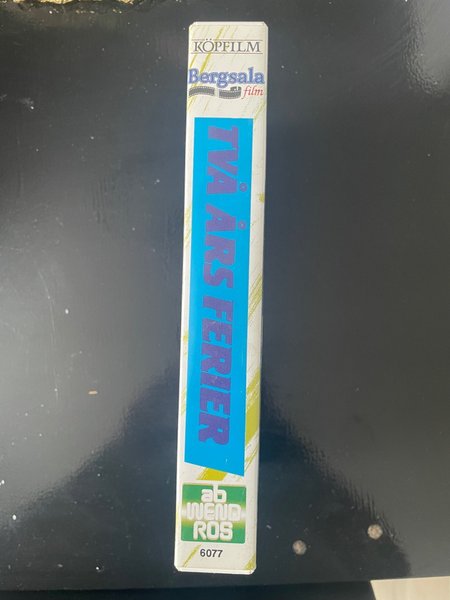 KÖPFILM
Bergsala
film
TVÅ ÅRS FERIER
ab
WEND
ROS
6077